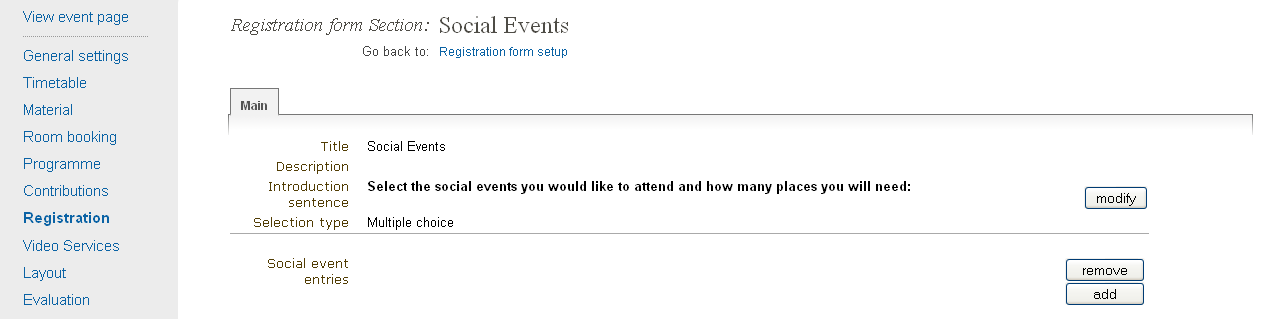 View event page
General settings
Timetable
Material
Room booking
Programme
Contributions
Registration
Video Services
Layout
Evaluation
Registration form Section: Social Events
Go back to: Registration form setup
Main
Title Social Events
Description
Introduction sentence Select the social events you would like to attend and how many places you will need:
modify
Selection type Multiple choice
Social event entries
remove
add